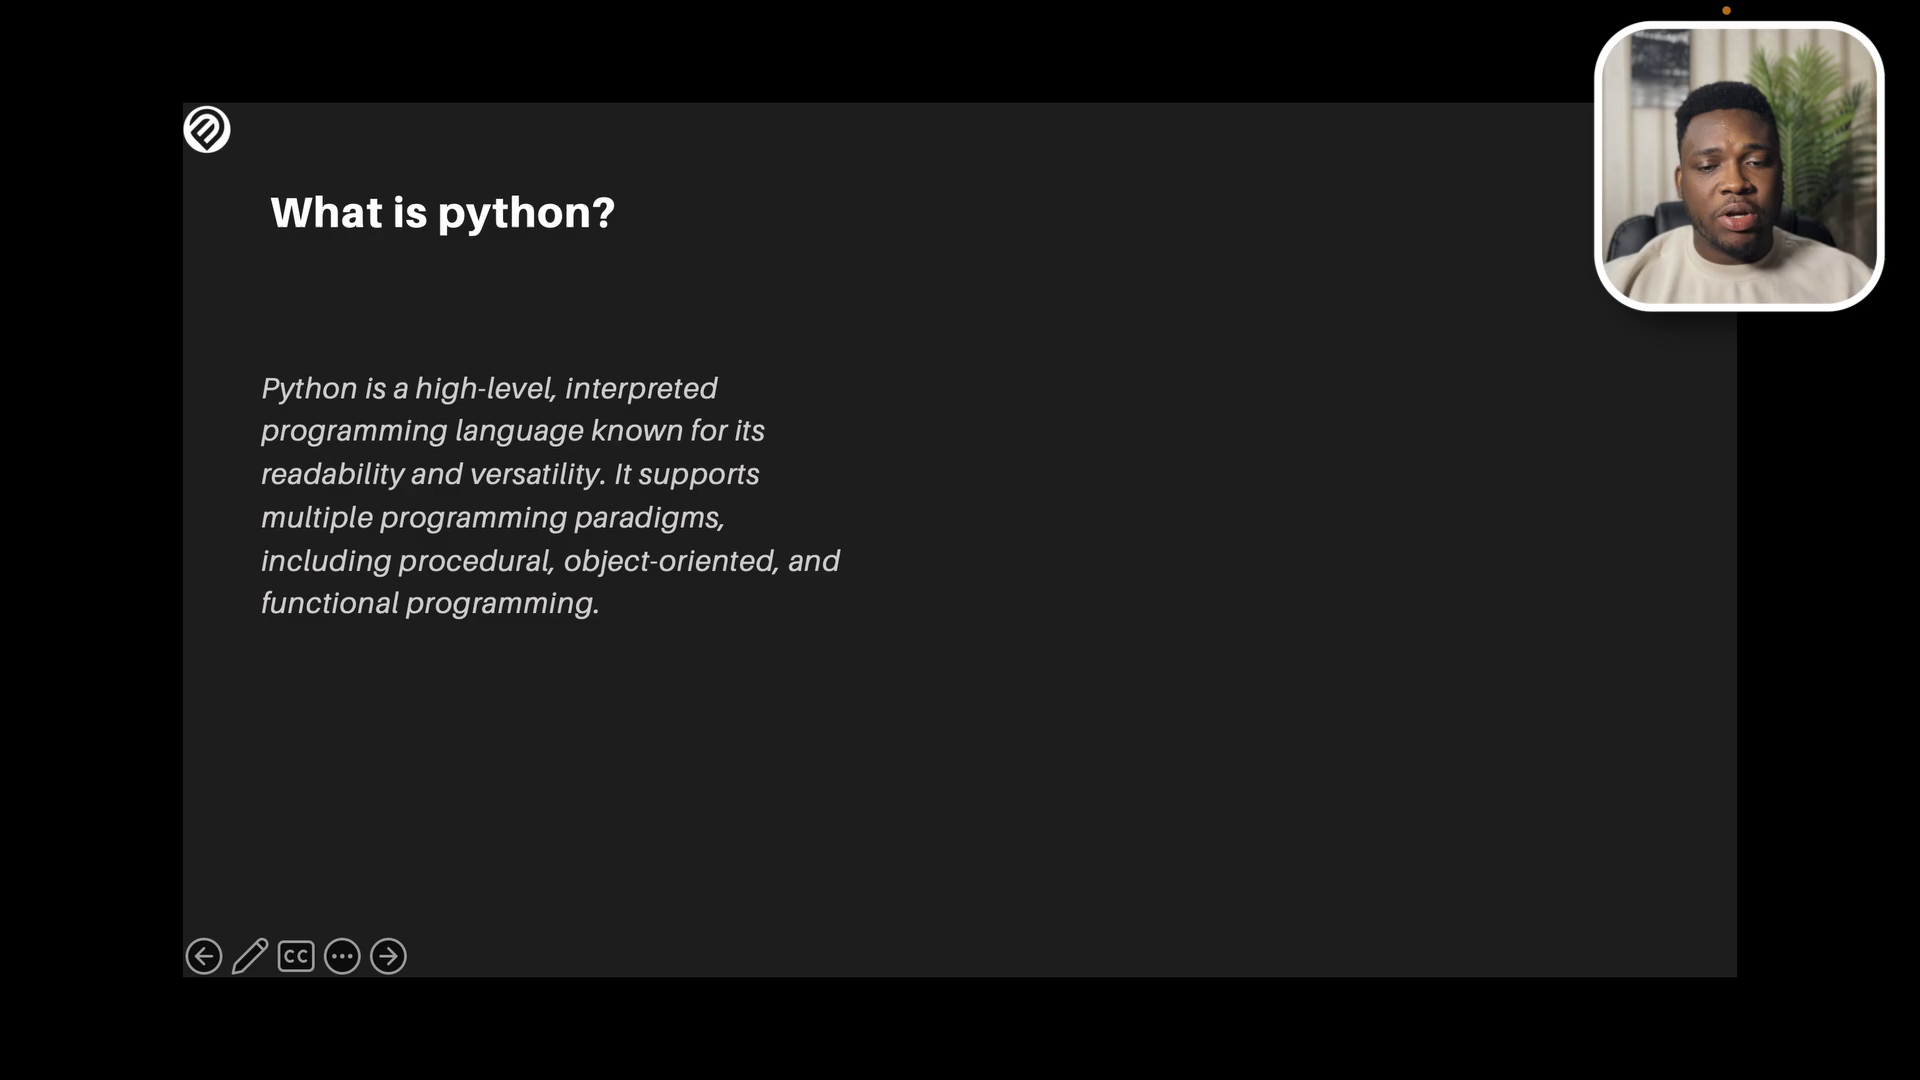 What is python?
Python is a high-level, interpreted
programming language known for its
readability and versatility. It supports
multiple programming paradigms,
including procedural, object-oriented, and
functional programming.
CC